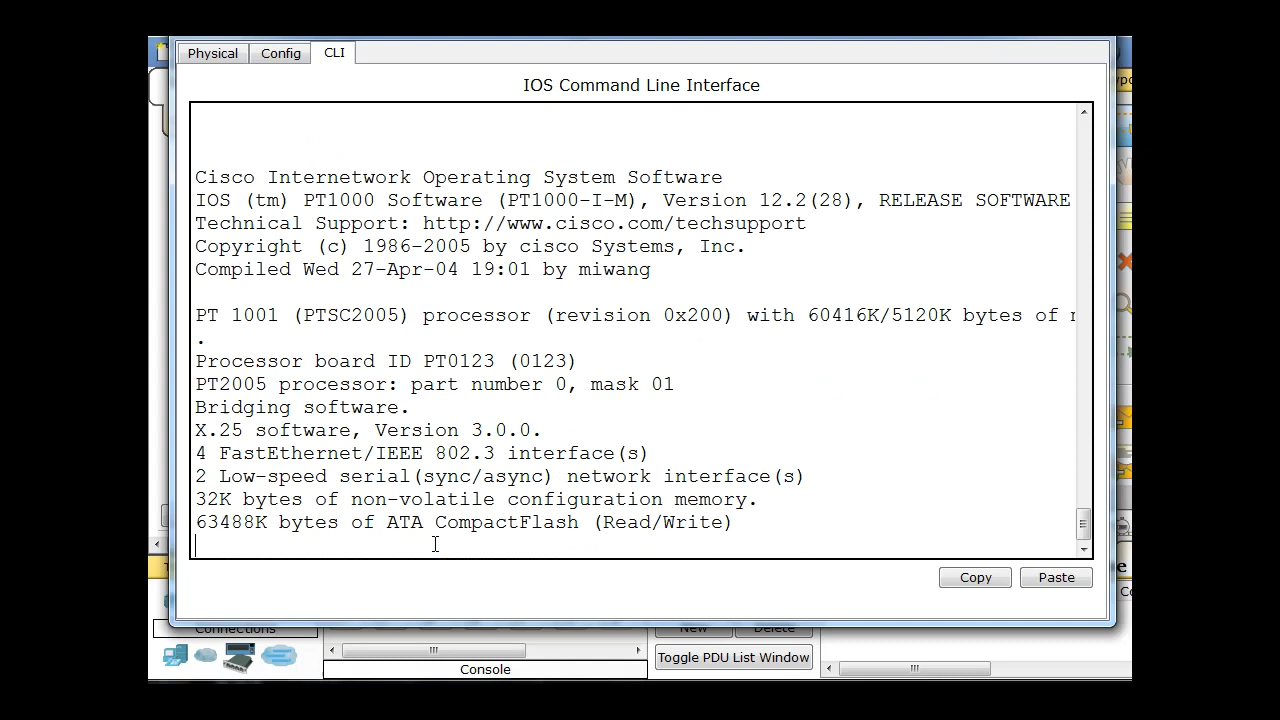 Physical
Config
CLI
IOS Command Line Interface
Cisco Internetwork Operating System Software
IOS (tm) PT1000 Software (PT1000-I-M), Version 12.2(28), RELEASE SOFTWARE
Technical Support: http://www.cisco.com/techsupport
Copyright (c) 1986-2005 by cisco Systems, Inc.
Compiled Wed 27-Apr-04 19:01 by miwang
PT 1001 (PTSC2005) processor (revision 0x200) with 60416K/5120K bytes of
.
Processor board ID PT0123 (0123)
PT2005 processor: part number 0, mask 01
Bridging software.
X.25 software, Version 3.0.0.
4 FastEthernet/IEEE 802.3 interface(s)
2 Low-speed serial(sync/async) network interface(s)
32K bytes of non-volatile configuration memory.
63488K bytes of ATA CompactFlash (Read/Write)
Copy
Paste
Connections
New
Delete
Toggle PDU List Window
Console